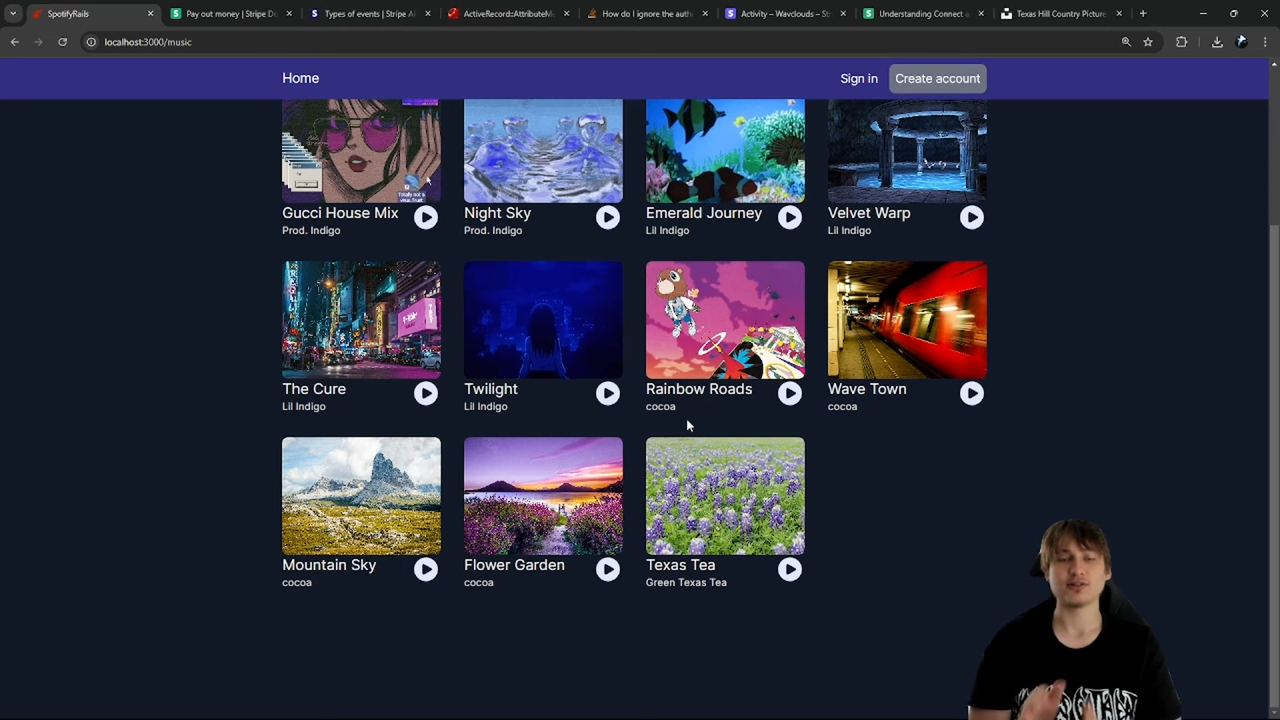 SpotifyRails
Pay out money | Stripe D
Types of events | Stripe A
ActiveRecord::AttributeM
How do I ignore the auth
Activity – Wavclouds – St
Understanding Connect
Texas Hill Country Picture
localhost:3000/music
Home
Sign in
Create account
Gucci House Mix
Prod. Indigo
Night Sky
Prod. Indigo
Emerald Journey
Lil Indigo
Velvet Warp
Lil Indigo
The Cure
Lil Indigo
Twilight
Lil Indigo
Rainbow Roads
cocoa
Wave Town
cocoa
Mountain Sky
cocoa
Flower Garden
cocoa
Texas Tea
Green Texas Tea